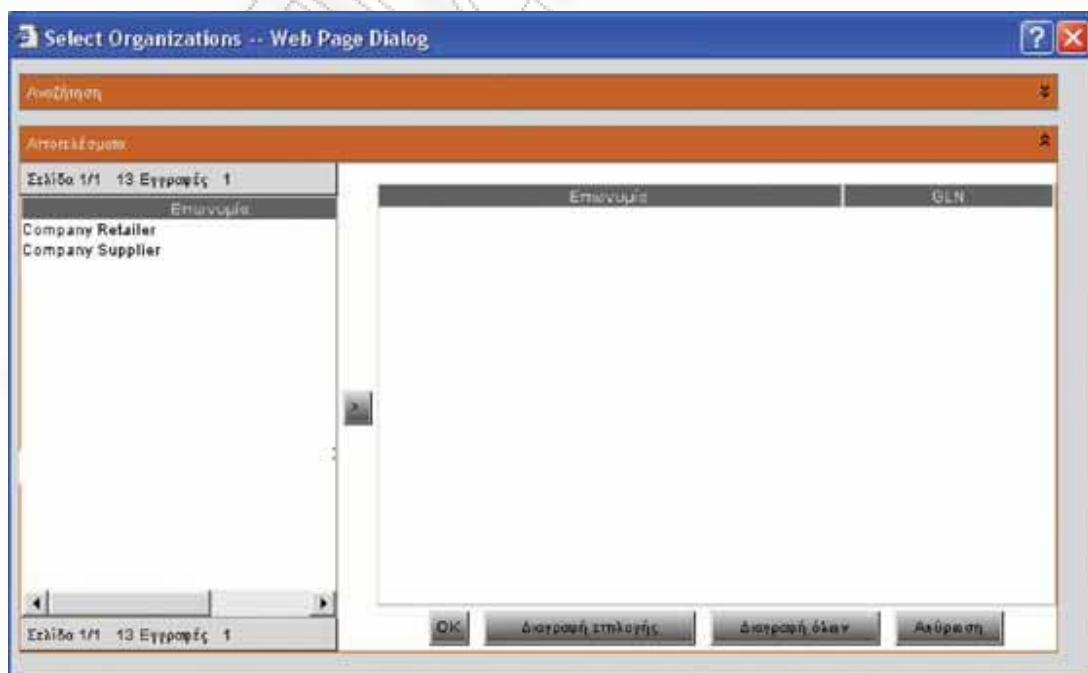 Select Organizations -- Web Page Dialog
Αναζήτηση
Αποτελέσματα
Σελίδα 1/1 13 Εγγραφές 1
Επωνυμία
Company Retailer
Company Supplier
>
Επωνυμία GLN
Σελίδα 1/1 13 Εγγραφές 1
OK Διαγραφή επιλογής Διαγραφή όλων Ακύρωση